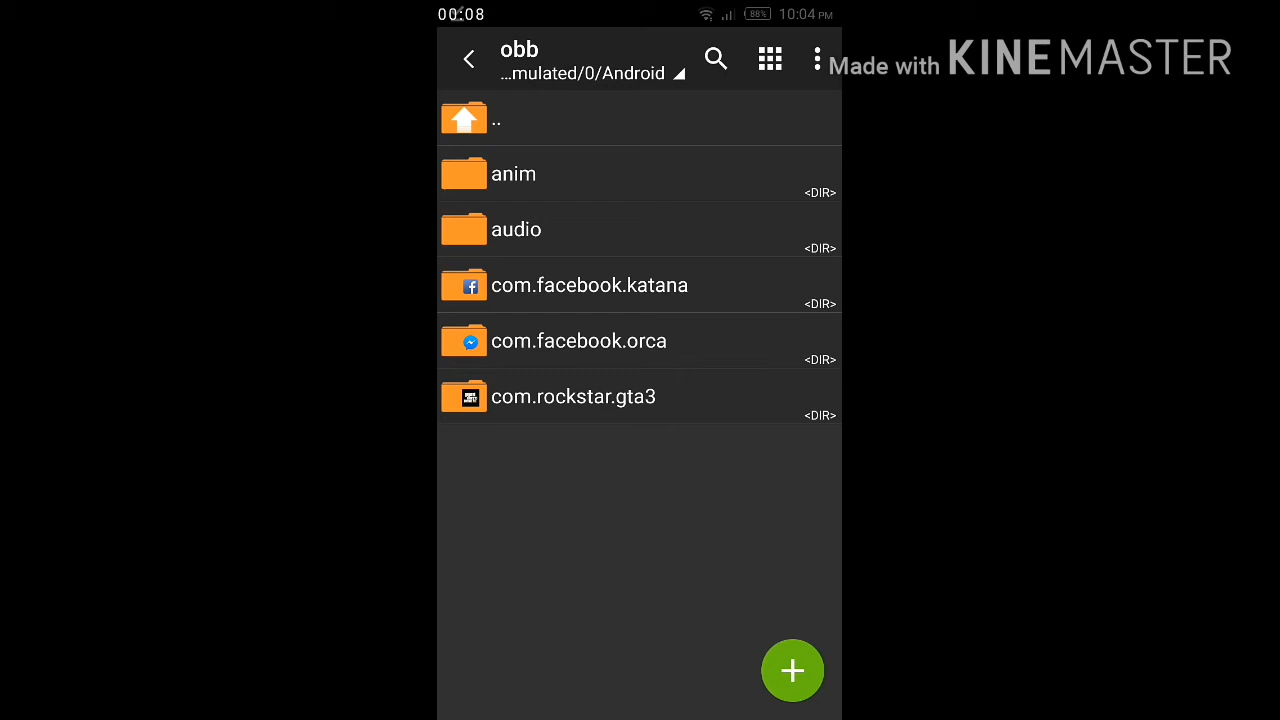 00:08
88%
10:04 PM
obb
...mulated/0/Android
Made with KINEMASTER
..
anim
<DIR>
audio
<DIR>
com.facebook.katana
<DIR>
com.facebook.orca
<DIR>
com.rockstar.gta3
<DIR>